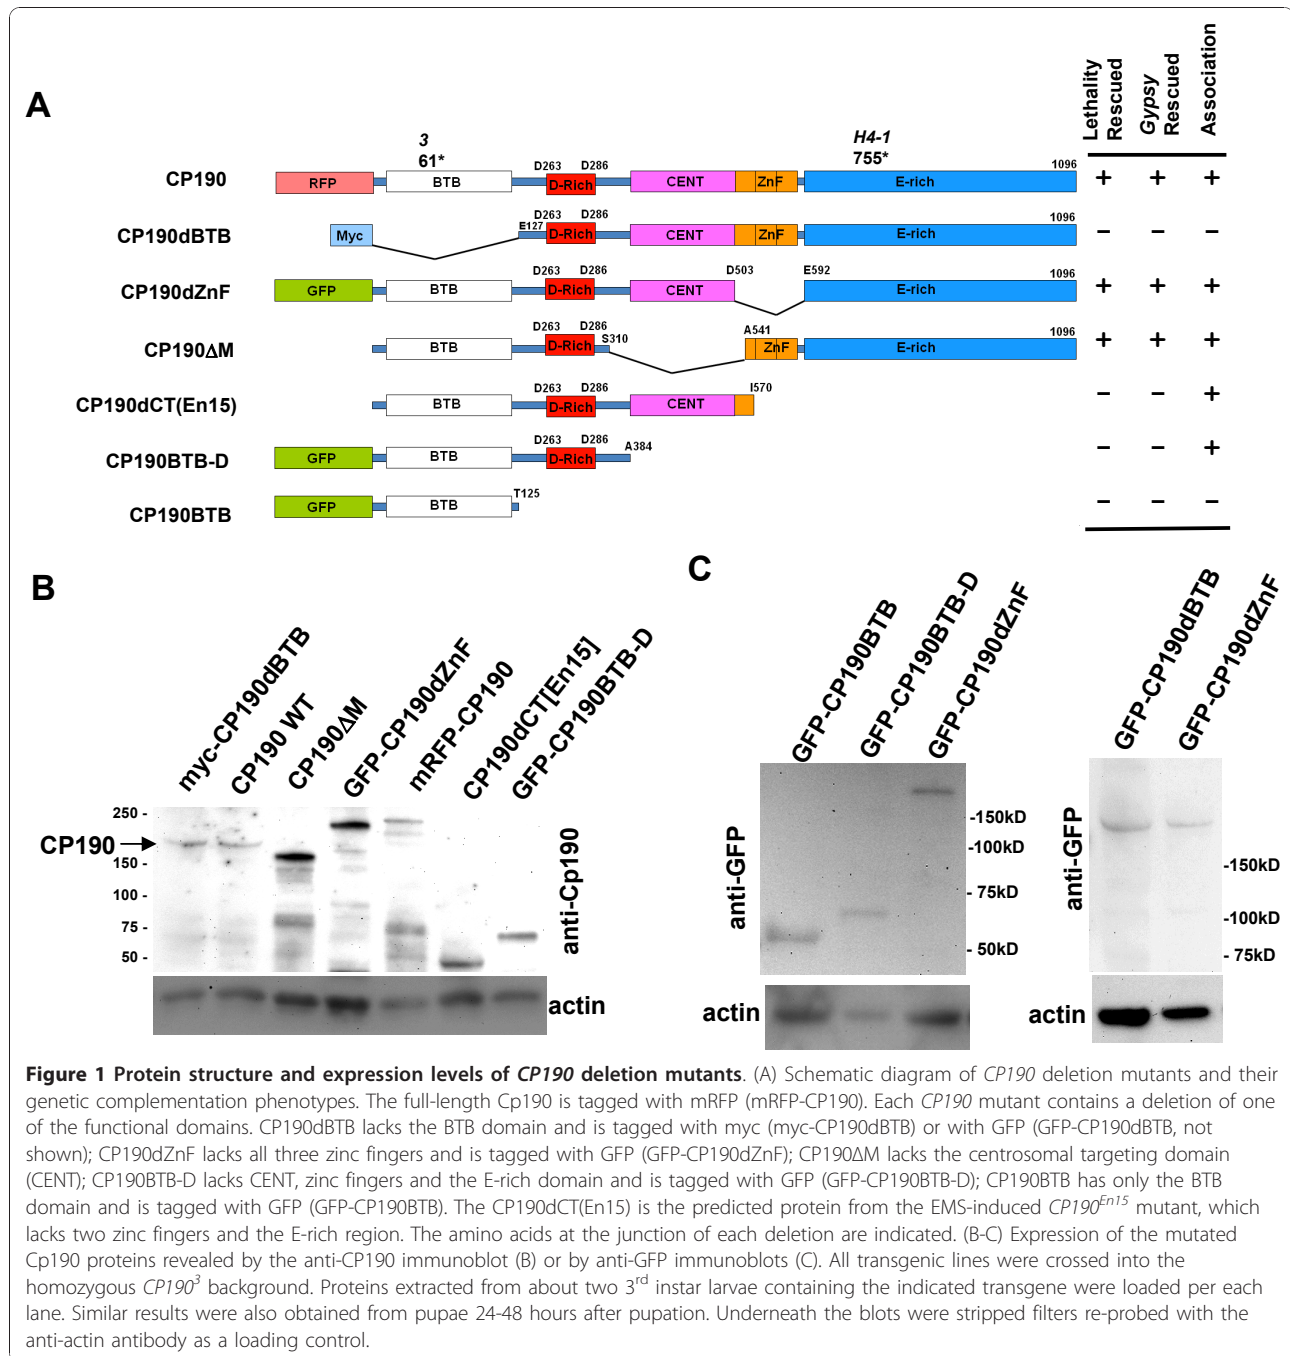 A
Lethality Rescued
Gypsy Rescued
Association
3
61*
H4-1
755*
CP190
RFP
BTB
D263
D286
D-Rich
CENT
ZnF
E-rich
1096
+ + +
CP190dBTB
Myc
E127
D263
D286
D-Rich
CENT
ZnF
E-rich
1096
– – –
CP190dZnF
GFP
BTB
D263
D286
D-Rich
CENT
D503
E592
E-rich
1096
+ + +
CP190ΔM
BTB
D263
D286
D-Rich
S310
A541
ZnF
E-rich
1096
+ + +
CP190dCT(En15)
BTB
D263
D286
D-Rich
CENT
I570
– – +
CP190BTB-D
GFP
BTB
D263
D286
D-Rich
A384
– – +
CP190BTB
GFP
BTB
T125
– – –
B
myc-CP190dBTB
CP190 WT
CP190ΔM
GFP-CP190dZnF
mRFP-CP190
CP190dCT[En15]
GFP-CP190BTB-D
250 -
CP190
150 -
100 -
75 -
50 -
anti-Cp190
actin
C
GFP-CP190BTB
GFP-CP190BTB-D
GFP-CP190dZnF
anti-GFP
-150kD
-100kD
- 75kD
- 50kD
actin
GFP-CP190dBTB
GFP-CP190dZnF
anti-GFP
-150kD
-100kD
- 75kD
actin
Figure 1 Protein structure and expression levels of CP190 deletion mutants. (A) Schematic diagram of CP190 deletion mutants and their
genetic complementation phenotypes. The full-length Cp190 is tagged with mRFP (mRFP-CP190). Each CP190 mutant contains a deletion of one
of the functional domains. CP190dBTB lacks the BTB domain and is tagged with myc (myc-CP190dBTB) or with GFP (GFP-CP190dBTB, not
shown); CP190dZnF lacks all three zinc fingers and is tagged with GFP (GFP-CP190dZnF); CP190ΔM lacks the centrosomal targeting domain
(CENT); CP190BTB-D lacks CENT, zinc fingers and the E-rich domain and is tagged with GFP (GFP-CP190BTB-D); CP190BTB has only the BTB
domain and is tagged with GFP (GFP-CP190BTB). The CP190dCT(En15) is the predicted protein from the EMS-induced CP190En15 mutant, which
lacks two zinc fingers and the E-rich region. The amino acids at the junction of each deletion are indicated. (B-C) Expression of the mutated
Cp190 proteins revealed by the anti-CP190 immunoblot (B) or by anti-GFP immunoblots (C). All transgenic lines were crossed into the
homozygous CP1903 background. Proteins extracted from about two 3rd instar larvae containing the indicated transgene were loaded per each
lane. Similar results were also obtained from pupae 24-48 hours after pupation. Underneath the blots were stripped filters re-probed with the
anti-actin antibody as a loading control.